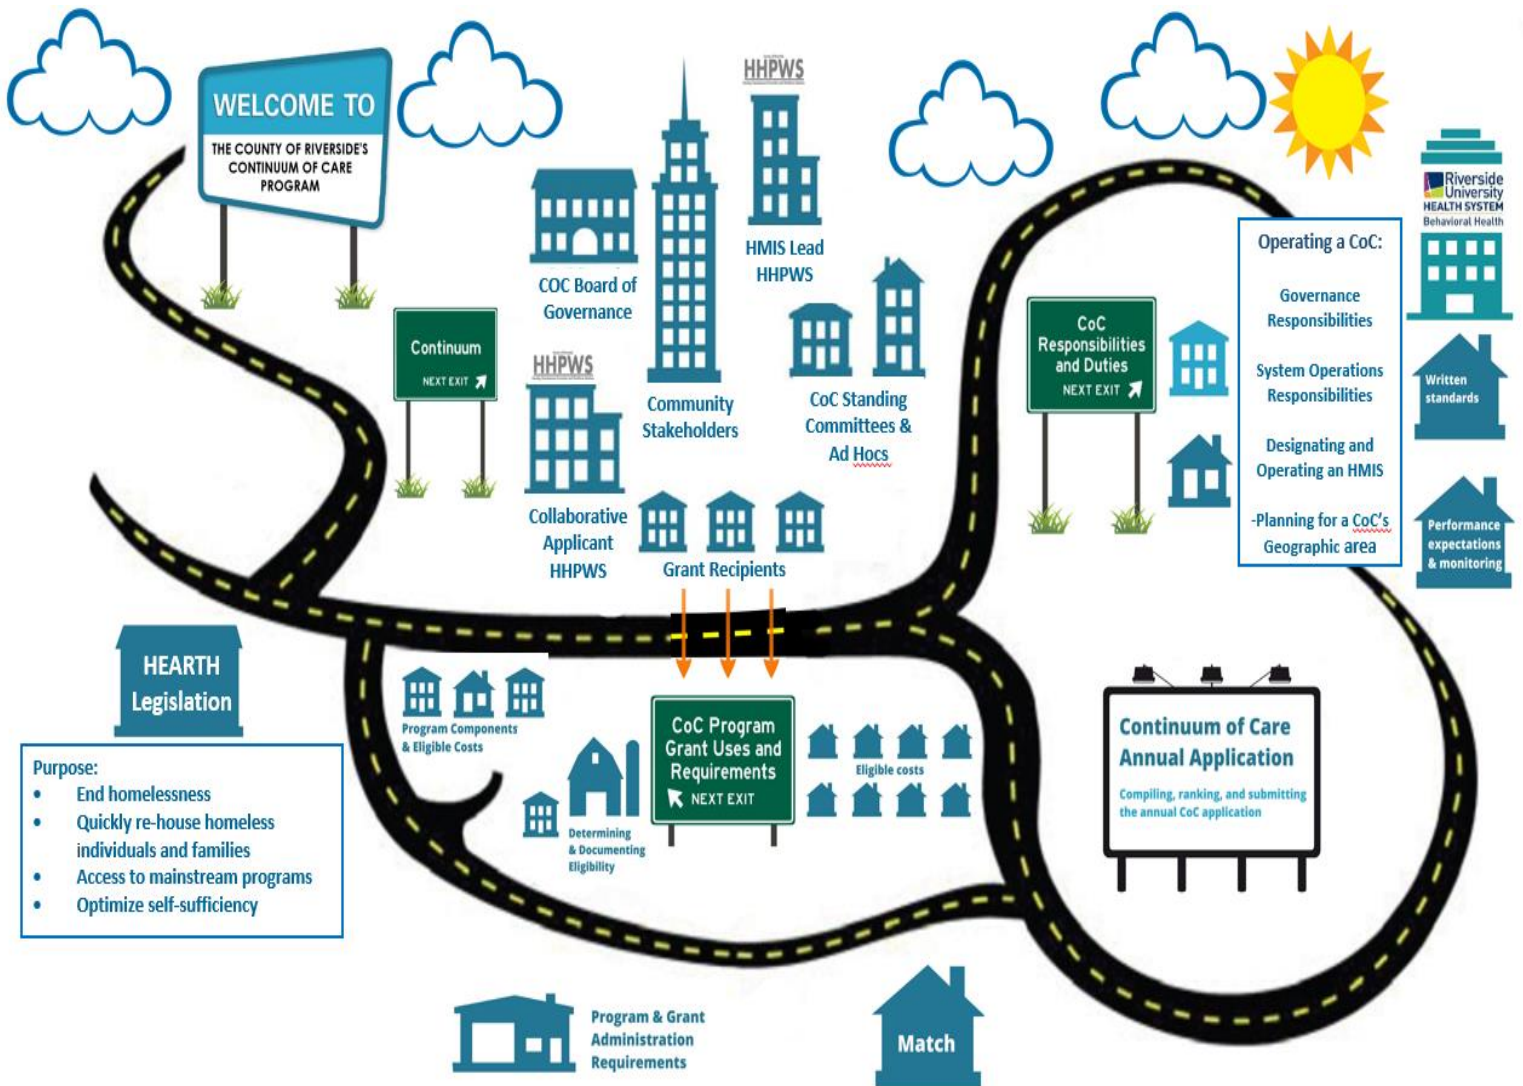 WELCOME TO
THE COUNTY OF RIVERSIDE'S
CONTINUUM OF CARE
PROGRAM
Continuum
NEXT EXIT
COC Board of
Governance
HHPWS
HMIS Lead
HHPWS
Community
Stakeholders
CoC Standing
Committees &
Ad Hocs
HHPWS
Collaborative
Applicant
HHPWS
Grant Recipients
CoC
Responsibilities
and Duties
NEXT EXIT
Operating a CoC:
Governance
Responsibilities
System Operations
Responsibilities
Designating and
Operating an HMIS
-Planning for a CoC's
Geographic area
Riverside
University
HEALTH SYSTEM
Behavioral Health
Written
standards
Performance
expectations
& monitoring
HEARTH
Legislation
Purpose:
• End homelessness
• Quickly re-house homeless
individuals and families
• Access to mainstream programs
• Optimize self-sufficiency
Program Components
& Eligible Costs
Determining
& Documenting
Eligibility
CoC Program
Grant Uses and
Requirements
NEXT EXIT
Eligible costs
Continuum of Care
Annual Application
Compiling, ranking, and submitting
the annual CoC application
Program & Grant
Administration
Requirements
Match